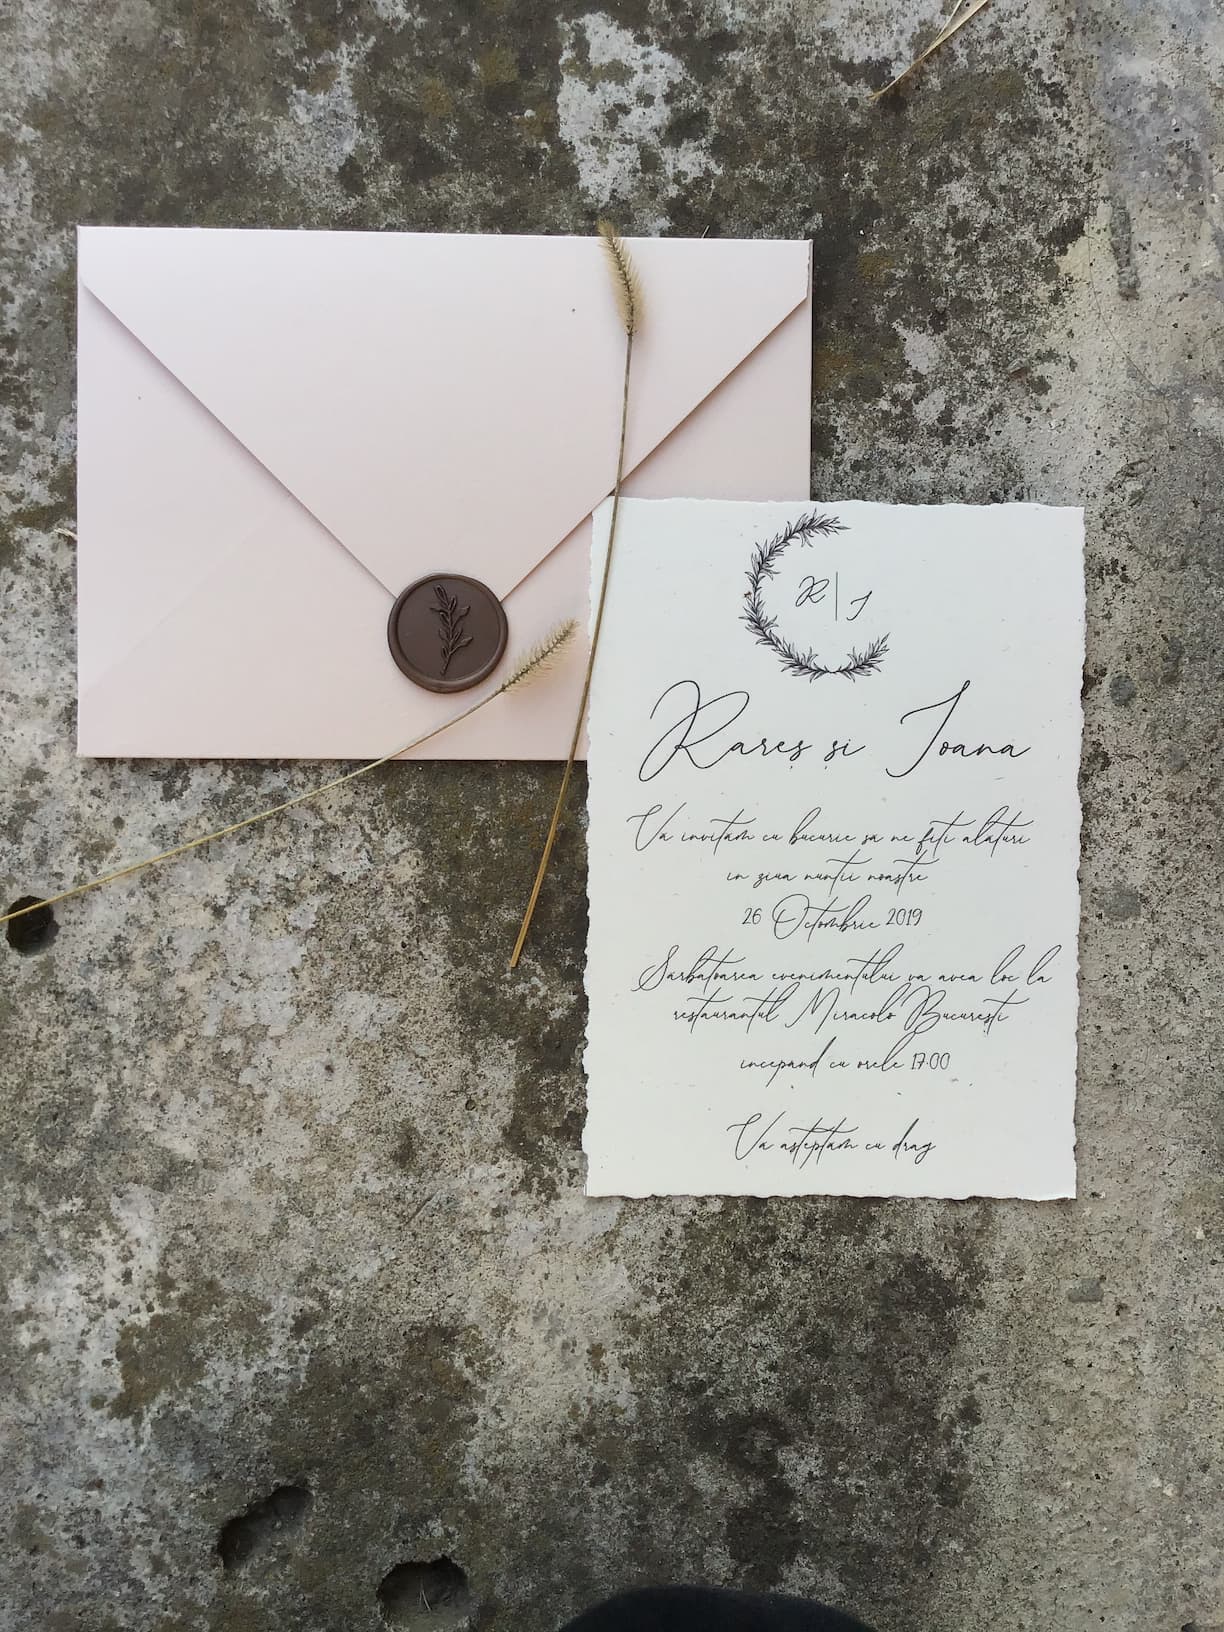 R | J
Rareș și Ioana
Va invitam cu bucurie sa ne fiti alaturi
in ziua nuntii noastre
26 Octombrie 2019
Sarbatoarea evenimentului va avea loc la
restaurantul Miracolo Bucuresti
incepand cu orele 17:00
Va asteptam cu drag